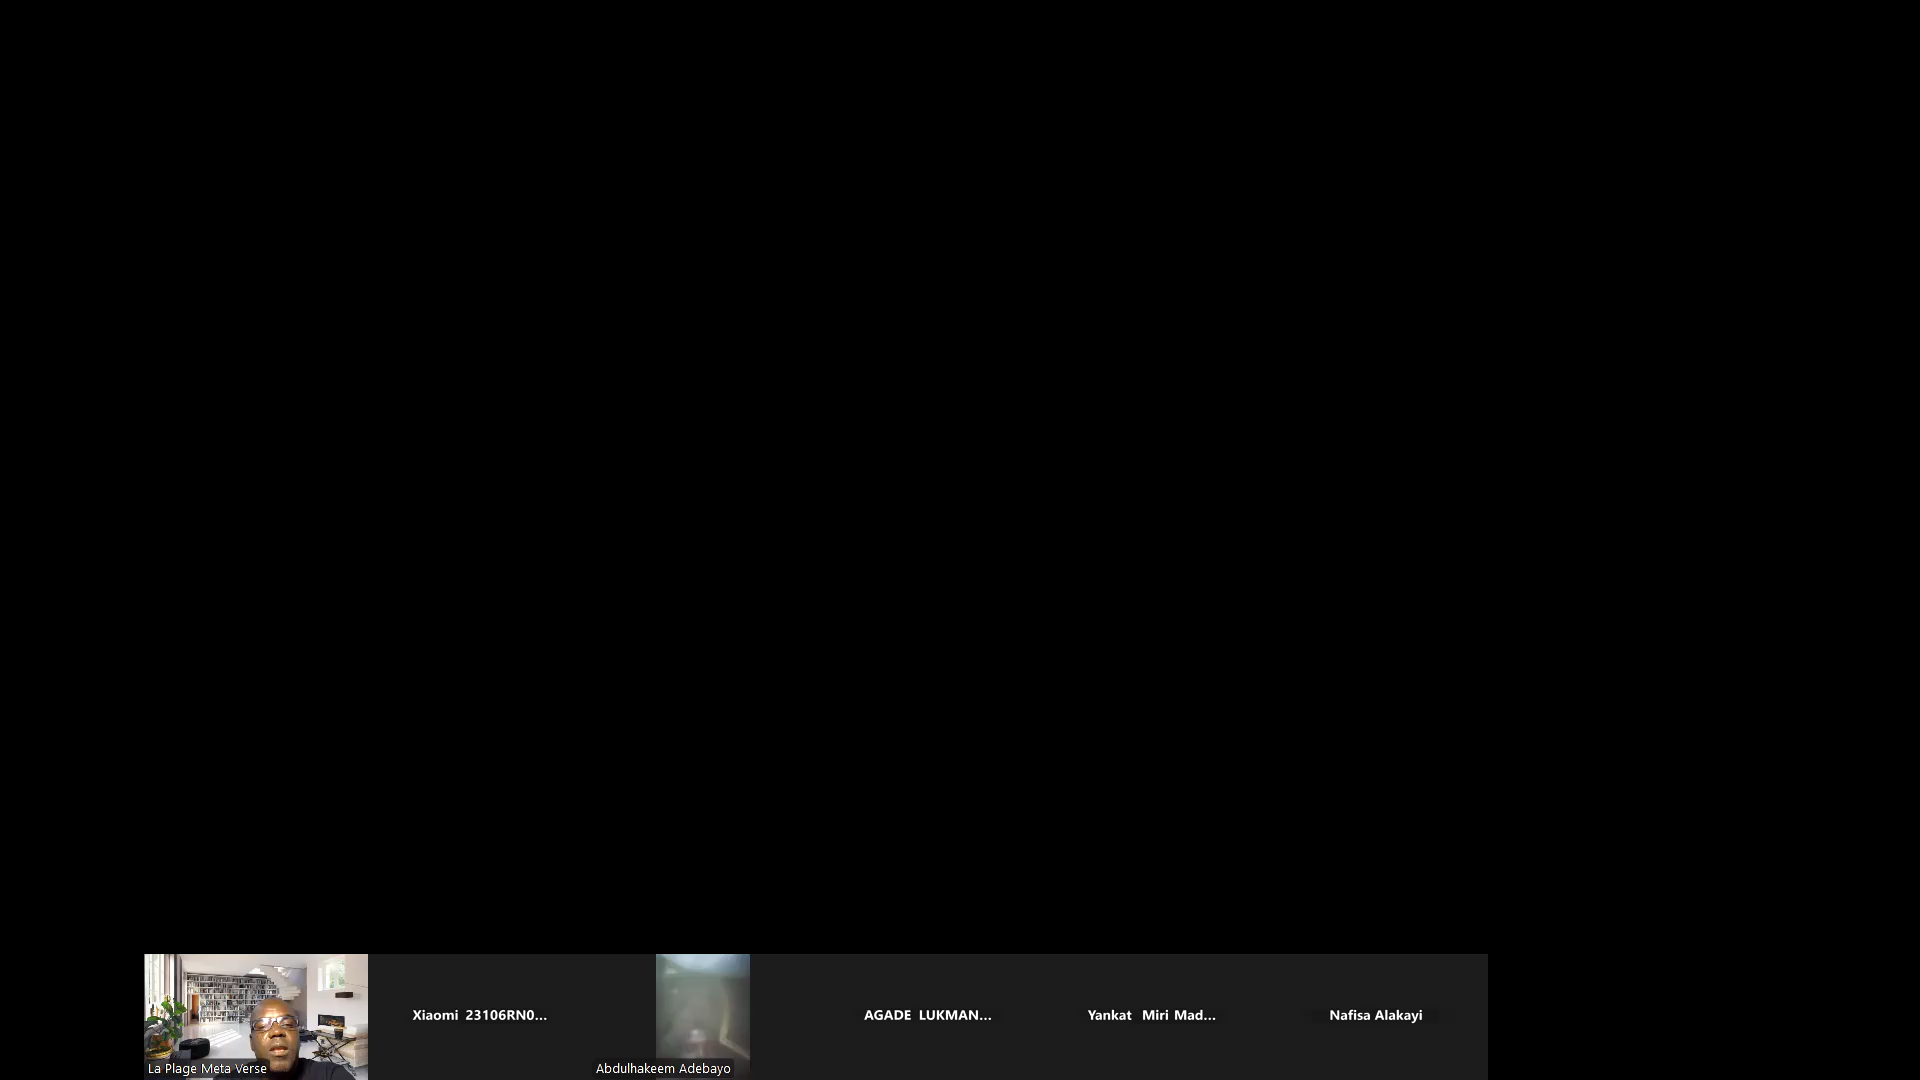 Xiaomi 23106RN0...
AGADE LUKMAN...
Yankat Miri Mad...
Nafisa Alakayi
La Plage Meta Verse
Abdulhakeem Adebayo